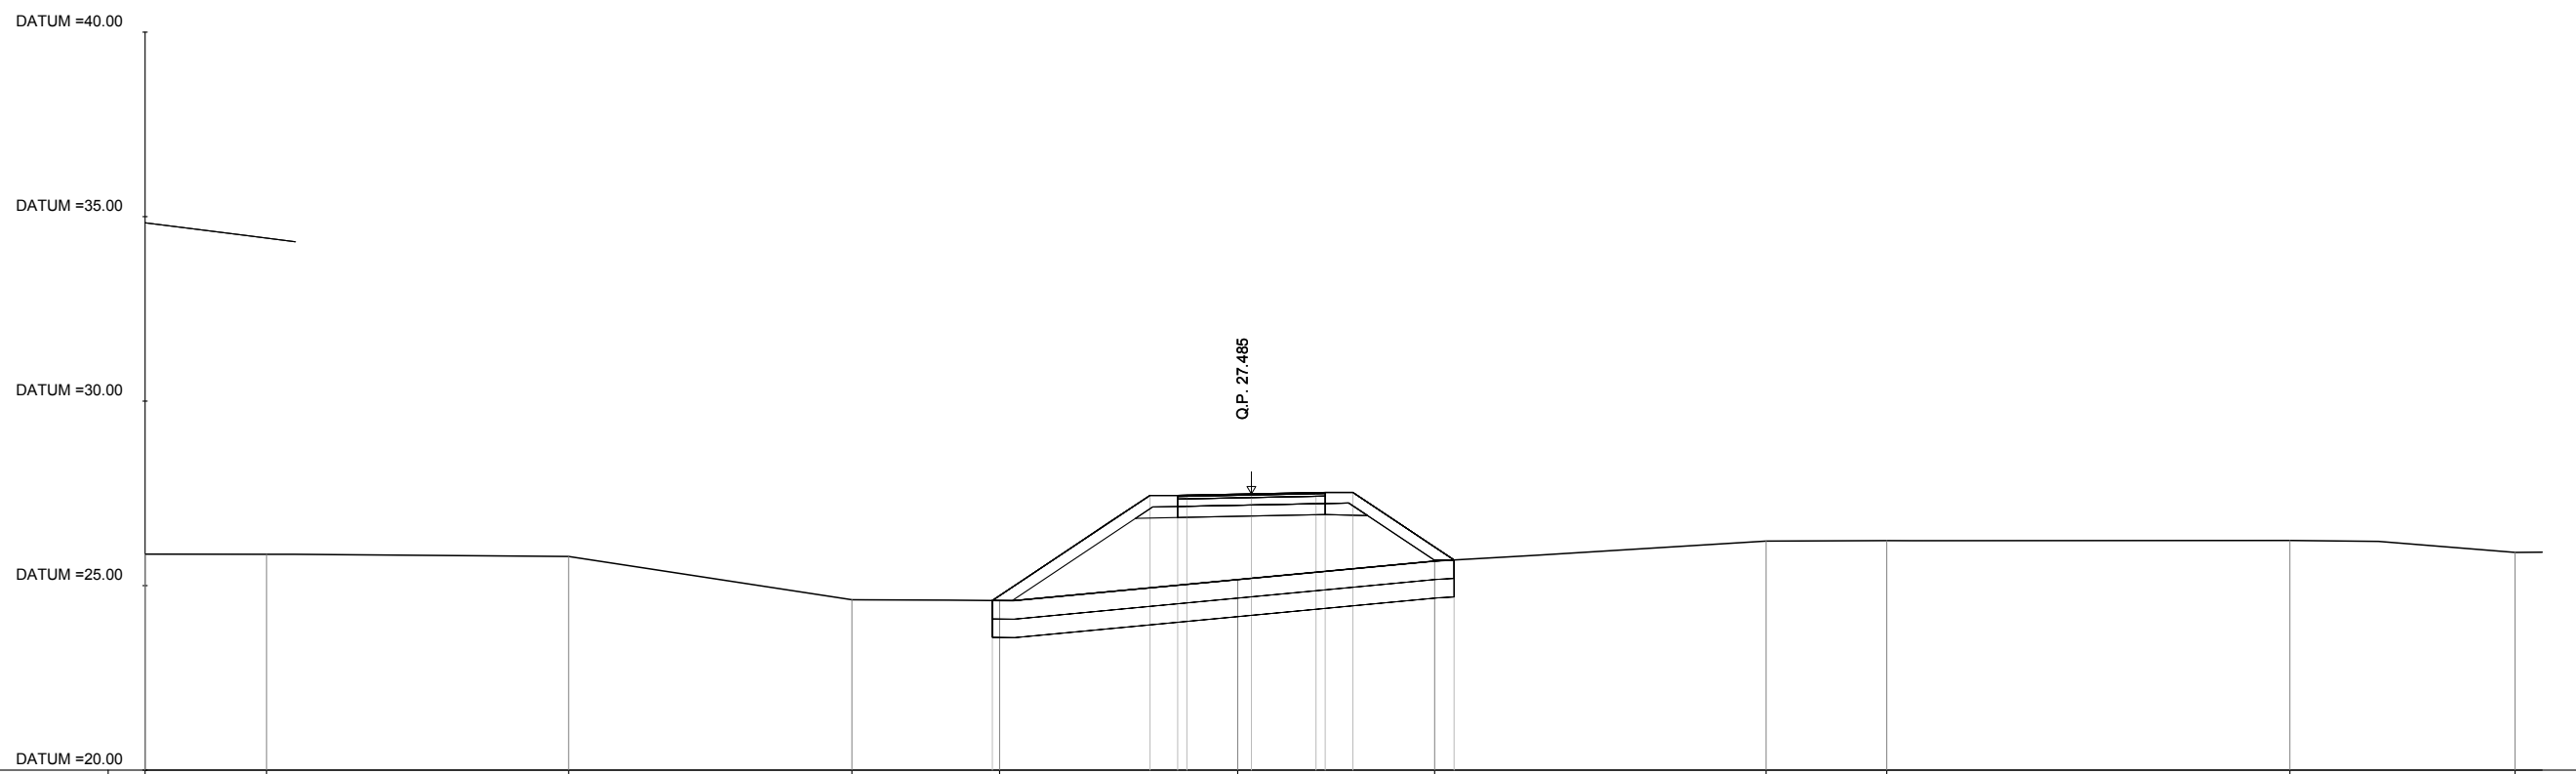 DATUM =40.00
DATUM =35.00
DATUM =30.00
Q.P. 27.485
DATUM =25.00
DATUM =20.00